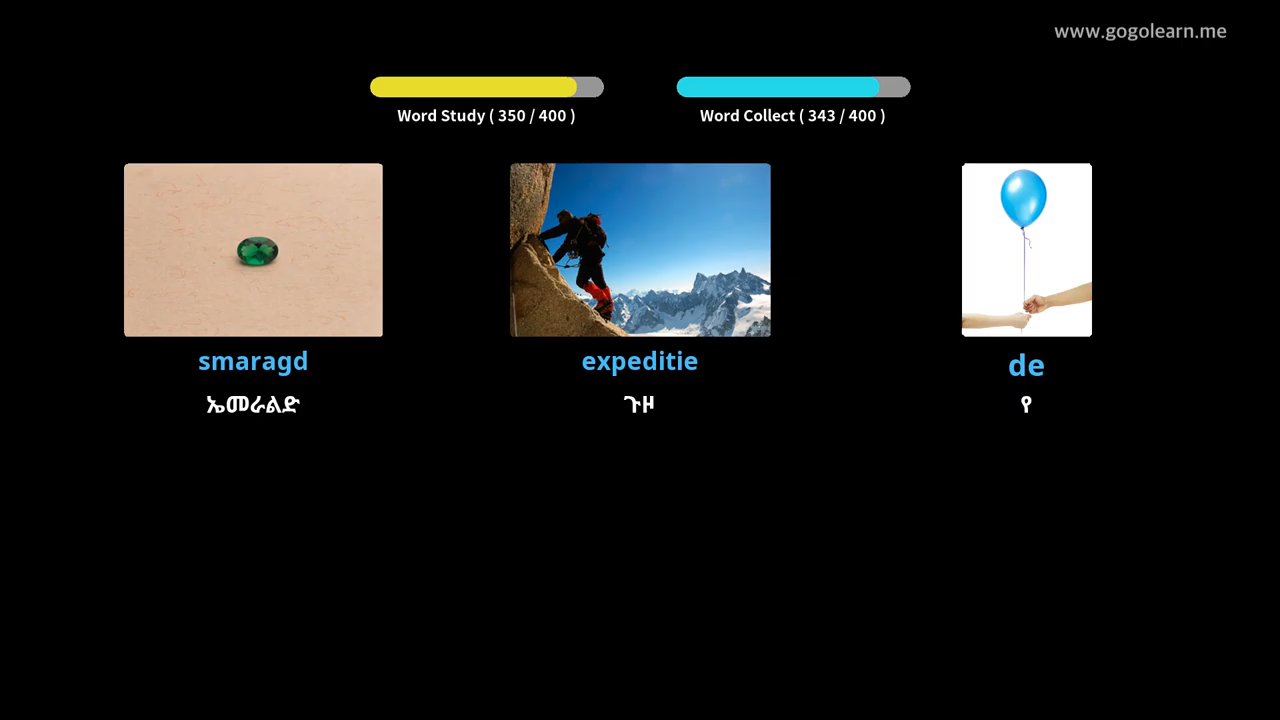 www.gogolearn.me
Word Study ( 350 / 400 )
Word Collect ( 343 / 400 )
smaragd
expeditie
de
ኤመራልድ
ጉዞ
የ